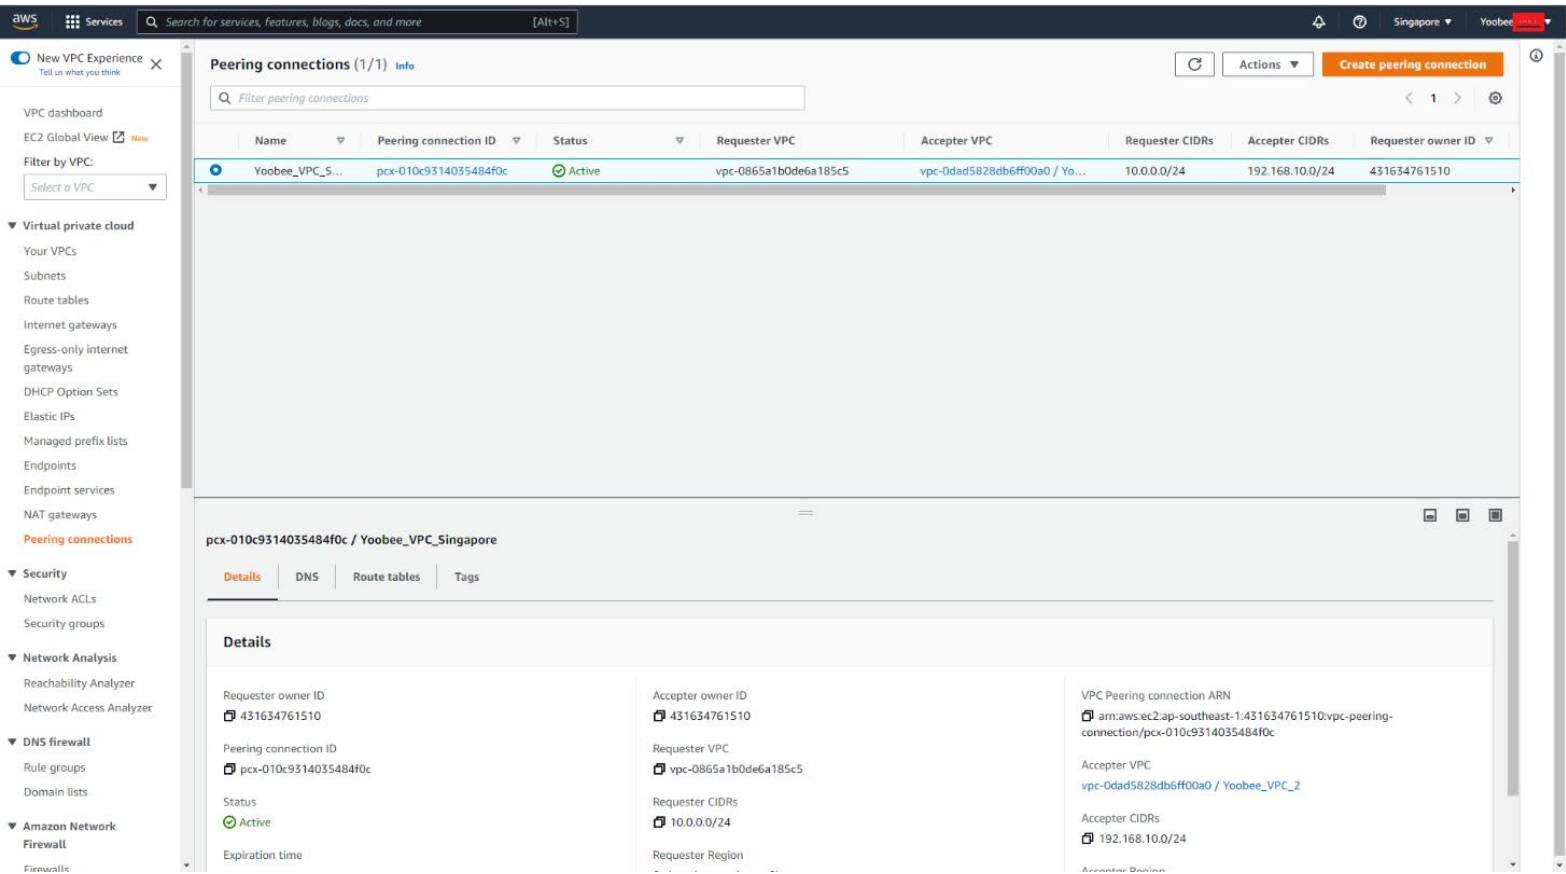 aws Services Search for services, features, blogs, docs, and more [Alt+S] Singapore Yoobee
New VPC Experience
Tell us what you think
VPC dashboard
EC2 Global View New
Filter by VPC:
Select a VPC
Virtual private cloud
Your VPCs
Subnets
Route tables
Internet gateways
Egress-only internet
gateways
DHCP Option Sets
Elastic IPs
Managed prefix lists
Endpoints
Endpoint services
NAT gateways
Peering connections
Security
Network ACLs
Security groups
Network Analysis
Reachability Analyzer
Network Access Analyzer
DNS firewall
Rule groups
Domain lists
Amazon Network
Firewall
Firewalls
Peering connections (1/1) Info
Actions
Create peering connection
Filter peering connections
1
Name Peering connection ID Status Requester VPC Accepter VPC Requester CIDRs Accepter CIDRs Requester owner ID
Yoobee_VPC_S... pcx-010c9314035484f0c Active vpc-0865a1b0de6a185c5 vpc-0dad5828db6ff00a0 / Yo... 10.0.0.0/24 192.168.10.0/24 431634761510
pcx-010c9314035484f0c / Yoobee_VPC_Singapore
Details DNS Route tables Tags
Details
Requester owner ID
431634761510
Peering connection ID
pcx-010c9314035484f0c
Status
Active
Expiration time
Accepter owner ID
431634761510
Requester VPC
vpc-0865a1b0de6a185c5
Requester CIDRs
10.0.0.0/24
Requester Region
VPC Peering connection ARN
arn:aws:ec2:ap-southeast-1:431634761510:vpc-peering-
connection/pcx-010c9314035484f0c
Accepter VPC
vpc-0dad5828db6ff00a0 / Yoobee_VPC_2
Accepter CIDRs
192.168.10.0/24
Accepter Region